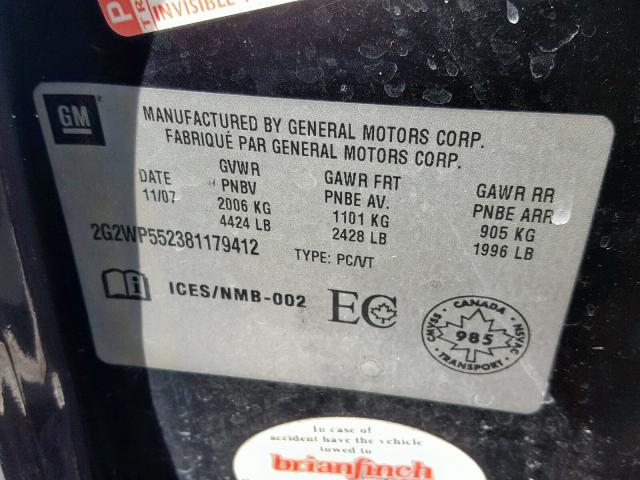 INVISIBLE
GM
MANUFACTURED BY GENERAL MOTORS CORP.
FABRIQUÉ PAR GENERAL MOTORS CORP.
DATE
11/07
GVWR
PNBV
2006 KG
4424 LB
GAWR FRT
PNBE AV.
1101 KG
2428 LB
GAWR RR
PNBE ARR
905 KG
1996 LB
2G2WP552381179412
TYPE: PC/VT
i ICES/NMB-002
EC
CANADA
CMVSS
NSVAC
985
TRANSPORT
In case of
accident have the vehicle
towed to
brianfinch